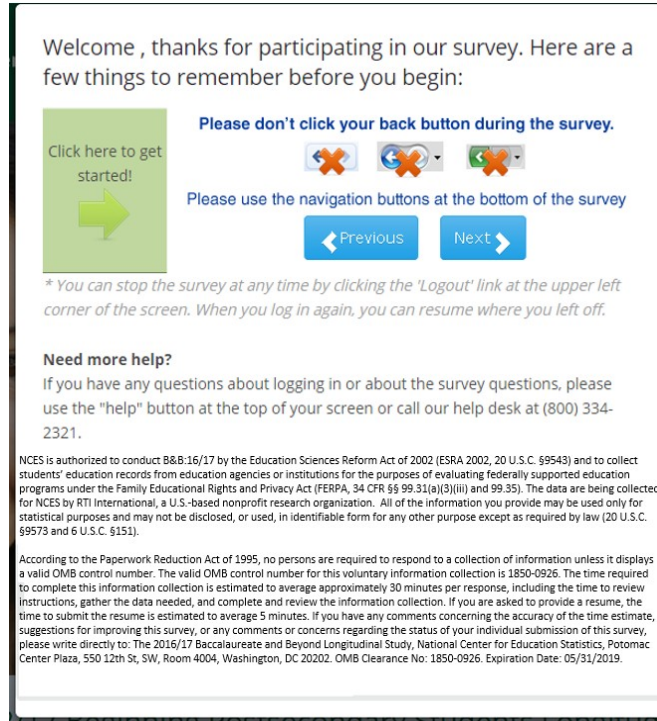 Welcome , thanks for participating in our survey. Here are a
few things to remember before you begin:
Click here to get
started!
Please don't click your back button during the survey.
Please use the navigation buttons at the bottom of the survey
Previous
Next
* You can stop the survey at any time by clicking the 'Logout' link at the upper left
corner of the screen. When you log in again, you can resume where you left off.
Need more help?
If you have any questions about logging in or about the survey questions, please
use the "help" button at the top of your screen or call our help desk at (800) 334-
2321.
NCES is authorized to conduct B&B:16/17 by the Education Sciences Reform Act of 2002 (ESRA 2002, 20 U.S.C. §9543) and to collect
students' education records from education agencies or institutions for the purposes of evaluating federally supported education
programs under the Family Educational Rights and Privacy Act (FERPA, 34 CFR §§ 99.31(a)(3)(iii) and 99.35). The data are being collected
for NCES by RTI International, a U.S.-based nonprofit research organization. All of the information you provide may be used only for
statistical purposes and may not be disclosed, or used, in identifiable form for any other purpose except as required by law (20 U.S.C.
§9573 and 6 U.S.C. §151).
According to the Paperwork Reduction Act of 1995, no persons are required to respond to a collection of information unless it displays
a valid OMB control number. The valid OMB control number for this voluntary information collection is 1850-0926. The time required
to complete this information collection is estimated to average approximately 30 minutes per response, including the time to review
instructions, gather the data needed, and complete and review the information collection. If you are asked to provide a resume, the
time to submit the resume is estimated to average 5 minutes. If you have any comments concerning the accuracy of the time estimate,
suggestions for improving this survey, or any comments or concerns regarding the status of your individual submission of this survey,
please write directly to: The 2016/17 Baccalaureate and Beyond Longitudinal Study, National Center for Education Statistics, Potomac
Center Plaza, 550 12th St, SW, Room 4004, Washington, DC 20202. OMB Clearance No: 1850-0926. Expiration Date: 05/31/2019.